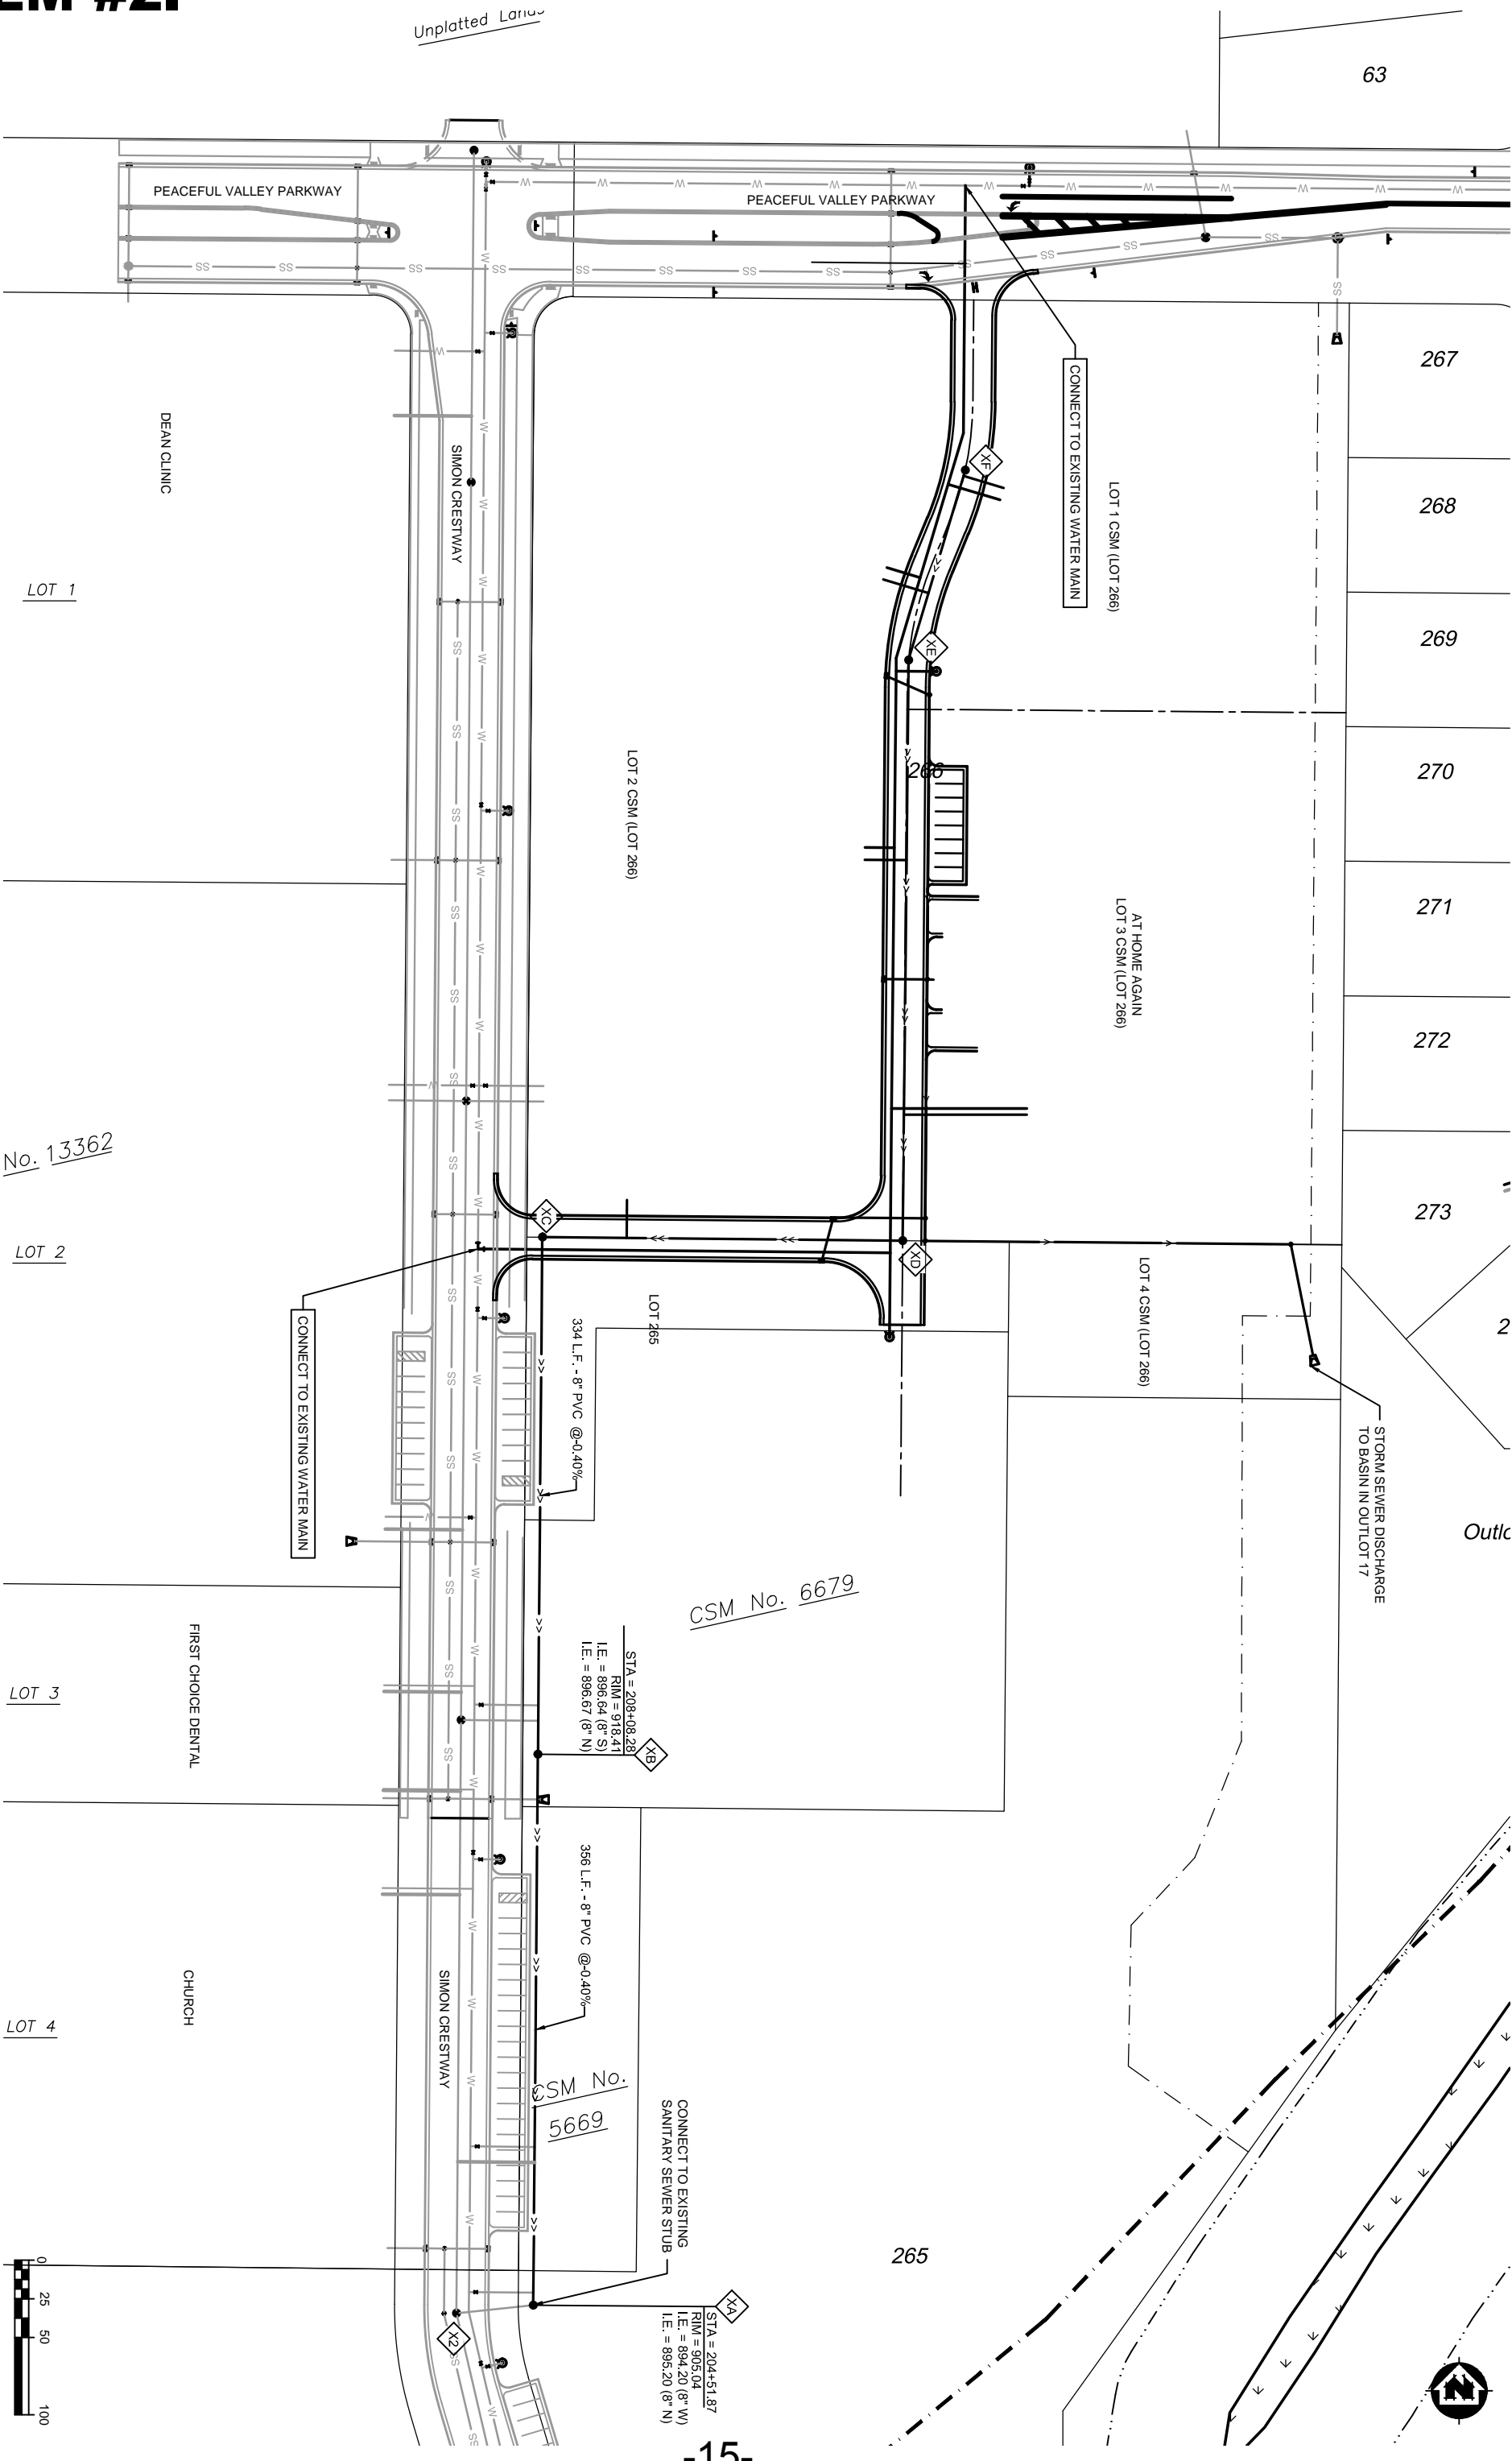 EM #2.
Unplatted Lands
63
PEACEFUL VALLEY PARKWAY
PEACEFUL VALLEY PARKWAY
DEAN CLINIC
SIMON CRESTWAY
CONNECT TO EXISTING WATER MAIN
LOT 1 CSM (LOT 266)
XF
XE
267
268
269
270
271
272
273
LOT 1
LOT 2 CSM (LOT 266)
266
AT HOME AGAIN
LOT 3 CSM (LOT 266)
No. 13362
LOT 2
XC
XD
CONNECT TO EXISTING WATER MAIN
LOT 265
334 L.F. - 8" PVC @-0.40%
LOT 4 CSM (LOT 266)
2
STORM SEWER DISCHARGE
TO BASIN IN OUTLOT 17
Outlo
CSM No. 6679
FIRST CHOICE DENTAL
LOT 3
STA = 208+08.28
RIM = 918.41
I.E. = 896.64 (8" S)
I.E. = 896.67 (8" N)
XB
356 L.F. - 8" PVC @-0.40%
CHURCH
LOT 4
SIMON CRESTWAY
CSM No.
5669
CONNECT TO EXISTING
SANITARY SEWER STUB
265
XA
STA = 204+51.87
RIM = 905.04
I.E. = 894.20 (8" W)
I.E. = 895.20 (8" N)
X2
0 25 50 100
N
-15-